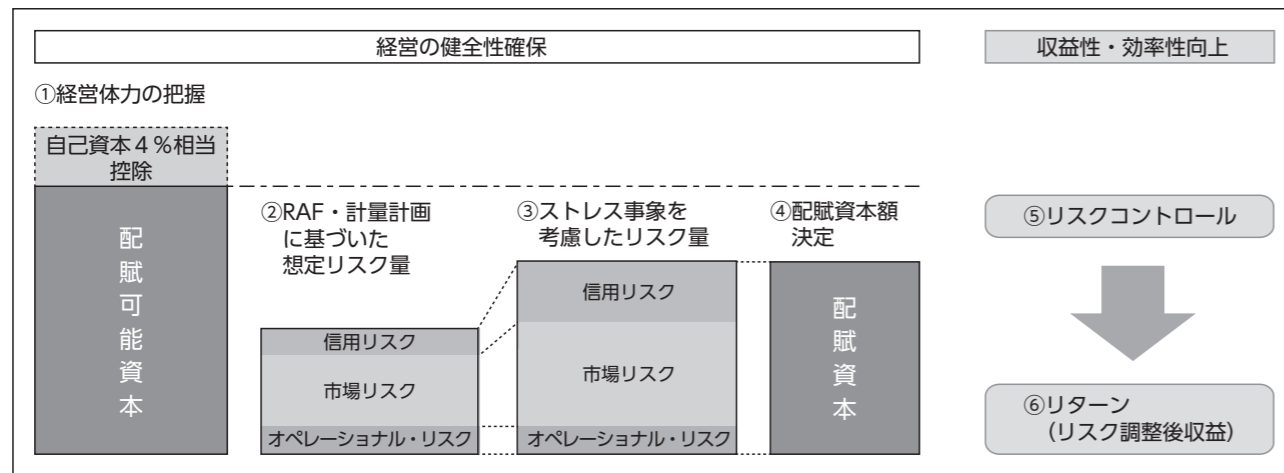 経営の健全性確保
収益性・効率性向上
①経営体力の把握
自己資本4％相当
控除
配賦可能資本
②RAF・計量計画
に基づいた
想定リスク量
信用リスク
市場リスク
オペレーショナル・リスク
③ストレス事象を
考慮したリスク量
信用リスク
市場リスク
オペレーショナル・リスク
④配賦資本額
決定
配賦資本
⑤リスクコントロール
⑥リターン
（リスク調整後収益）